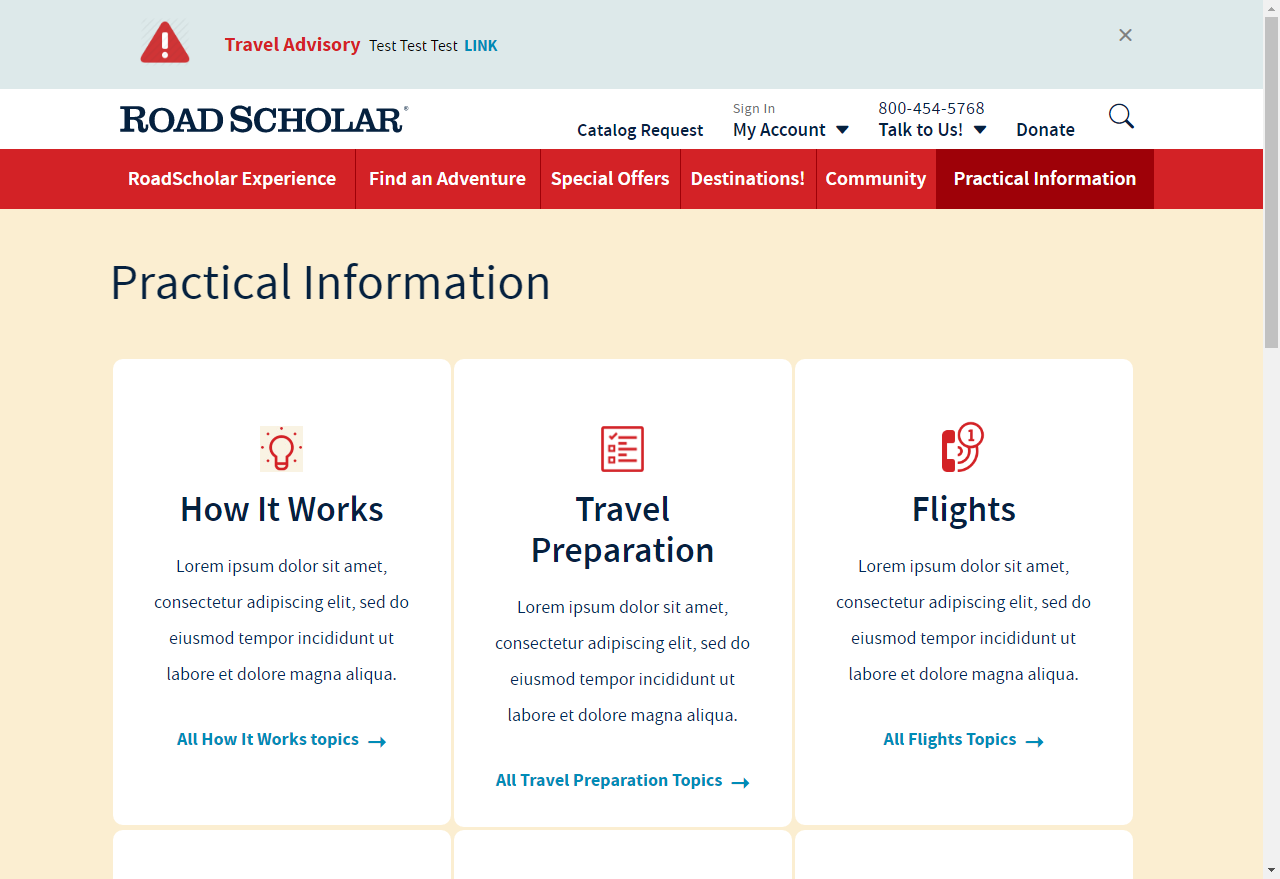 Travel Advisory Test Test Test LINK
ROAD SCHOLAR®
Catalog Request
Sign In
My Account
800-454-5768
Talk to Us!
Donate
RoadScholar Experience
Find an Adventure
Special Offers
Destinations!
Community
Practical Information
Practical Information
How It Works
Lorem ipsum dolor sit amet,
consectetur adipiscing elit, sed do
eiusmod tempor incididunt ut
labore et dolore magna aliqua.
All How It Works topics
Travel
Preparation
Lorem ipsum dolor sit amet,
consectetur adipiscing elit, sed do
eiusmod tempor incididunt ut
labore et dolore magna aliqua.
All Travel Preparation Topics
1
Flights
Lorem ipsum dolor sit amet,
consectetur adipiscing elit, sed do
eiusmod tempor incididunt ut
labore et dolore magna aliqua.
All Flights Topics